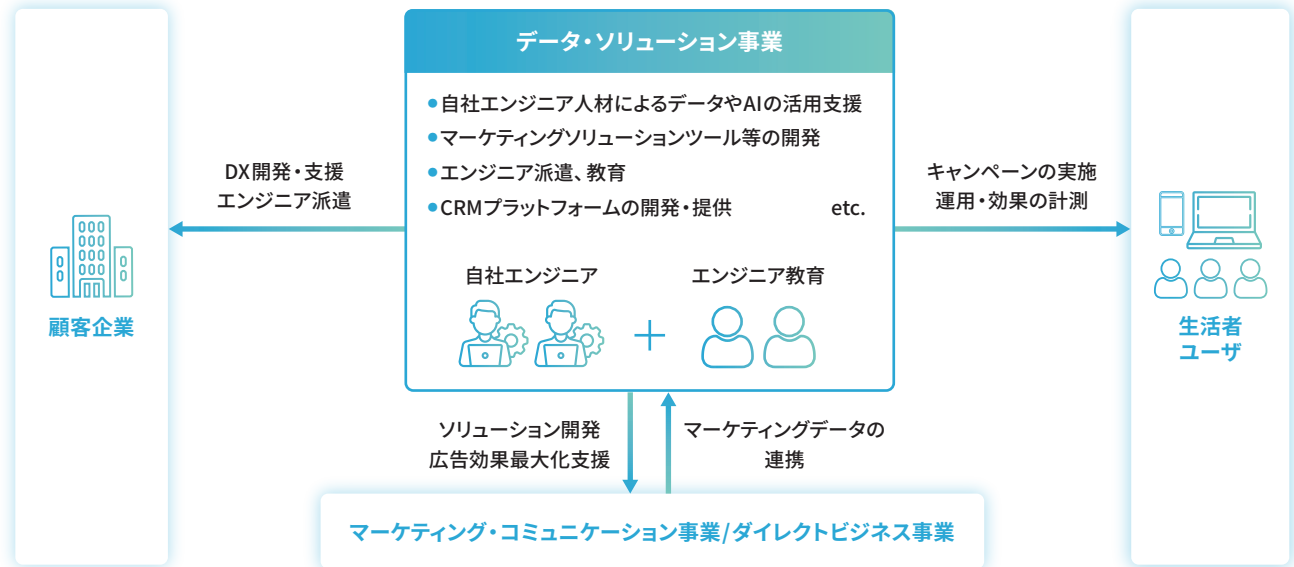 データ・ソリューション事業
●自社エンジニア人材によるデータやAIの活用支援
●マーケティングソリューションツール等の開発
●エンジニア派遣、教育
●CRMプラットフォームの開発・提供 etc.
自社エンジニア
エンジニア教育
DX開発・支援
エンジニア派遣
顧客企業
キャンペーンの実施
運用・効果の計測
生活者
ユーザ
ソリューション開発
広告効果最大化支援
マーケティングデータの
連携
マーケティング・コミュニケーション事業/ダイレクトビジネス事業